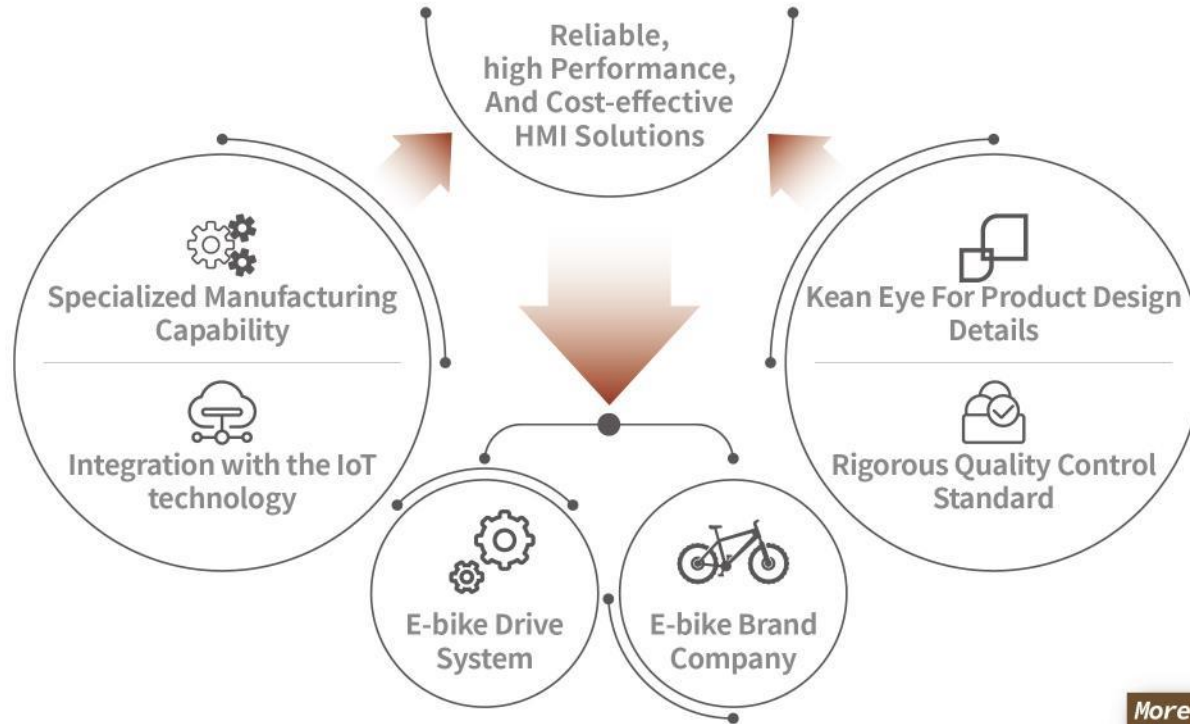 Reliable,
high Performance,
And Cost-effective
HMI Solutions
Specialized Manufacturing
Capability
Integration with the IoT
technology
Kean Eye For Product Design
Details
Rigorous Quality Control
Standard
E-bike Drive
System
E-bike Brand
Company
More